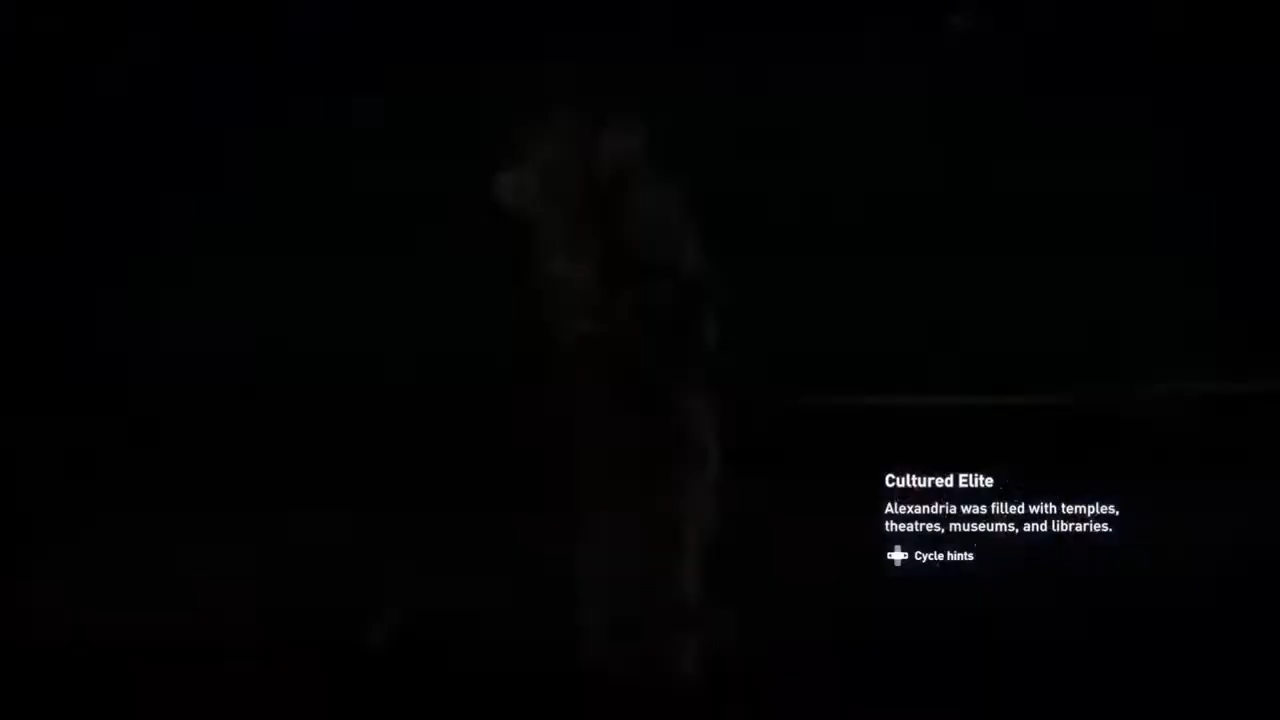 Cultured Elite
Alexandria was filled with temples,
theatres, museums, and libraries.
Cycle hints